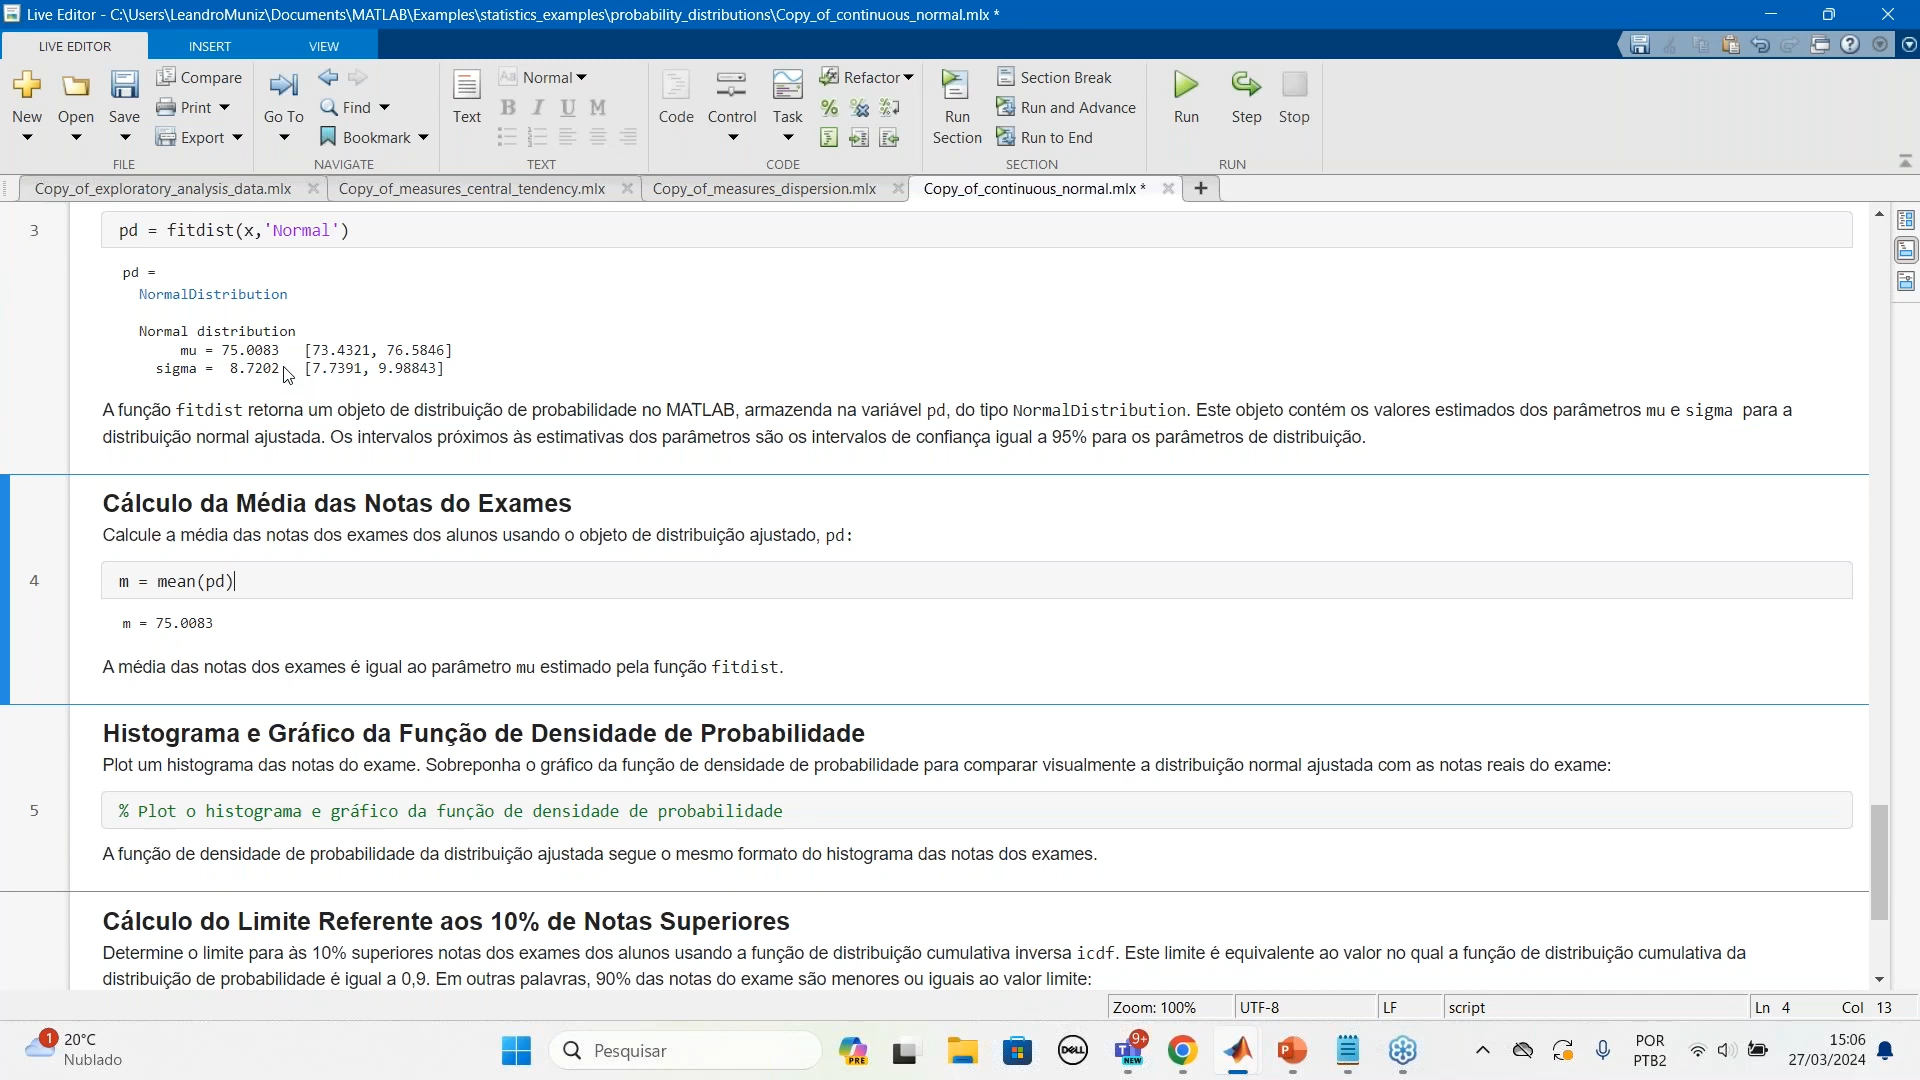 Live Editor - C:\Users\LeandroMuniz\Documents\MATLAB\Examples\statistics_examples\probability_distributions\Copy_of_continuous_normal.mlx *
LIVE EDITOR INSERT VIEW
New Open Save Compare Print Export
Go To Find Bookmark
Text Aa Normal B I U M
Code Control Task Refactor
Run Section Section Break Run and Advance Run to End
Run Step Stop
FILE NAVIGATE TEXT CODE SECTION RUN
Copy_of_exploratory_analysis_data.mlx Copy_of_measures_central_tendency.mlx Copy_of_measures_dispersion.mlx Copy_of_continuous_normal.mlx * +
3 pd = fitdist(x,'Normal')
pd =
NormalDistribution
Normal distribution
mu = 75.0083 [73.4321, 76.5846]
sigma = 8.7202 [7.7391, 9.98843]
A função fitdist retorna um objeto de distribuição de probabilidade no MATLAB, armazenda na variável pd, do tipo NormalDistribution. Este objeto contém os valores estimados dos parâmetros mu e sigma para a
distribuição normal ajustada. Os intervalos próximos às estimativas dos parâmetros são os intervalos de confiança igual a 95% para os parâmetros de distribuição.
Cálculo da Média das Notas do Exames
Calcule a média das notas dos exames dos alunos usando o objeto de distribuição ajustado, pd:
4 m = mean(pd)
m = 75.0083
A média das notas dos exames é igual ao parâmetro mu estimado pela função fitdist.
Histograma e Gráfico da Função de Densidade de Probabilidade
Plot um histograma das notas do exame. Sobreponha o gráfico da função de densidade de probabilidade para comparar visualmente a distribuição normal ajustada com as notas reais do exame:
5 % Plot o histograma e gráfico da função de densidade de probabilidade
A função de densidade de probabilidade da distribuição ajustada segue o mesmo formato do histograma das notas dos exames.
Cálculo do Limite Referente aos 10% de Notas Superiores
Determine o limite para às 10% superiores notas dos exames dos alunos usando a função de distribuição cumulativa inversa icdf. Este limite é equivalente ao valor no qual a função de distribuição cumulativa da
distribuição de probabilidade é igual a 0,9. Em outras palavras, 90% das notas do exame são menores ou iguais ao valor limite:
Zoom: 100% UTF-8 LF script Ln 4 Col 13
1 20°C Nublado
Pesquisar
PRE DELL 9+ NEW
POR PTB2
15:06 27/03/2024